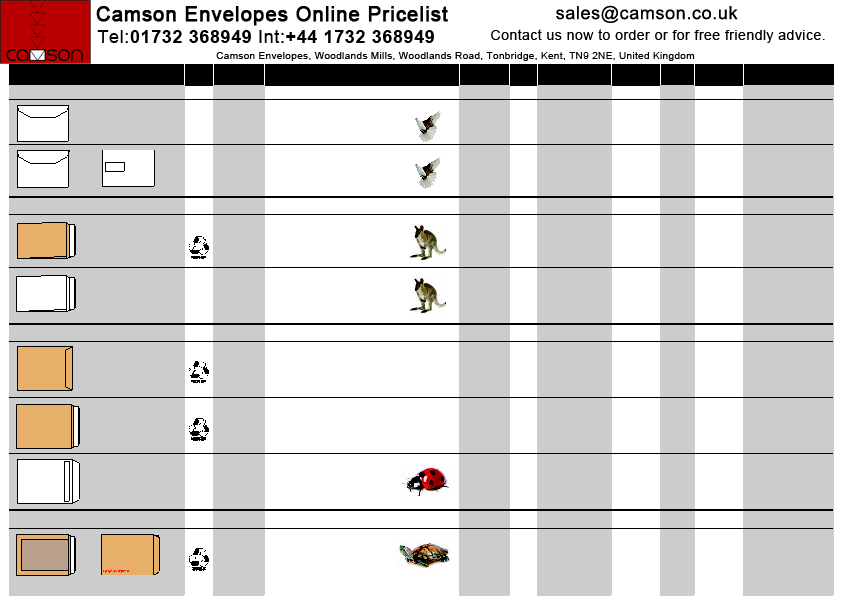 Camson Envelopes Online Pricelist
sales@camson.co.uk
Tel:01732 368949 Int:+44 1732 368949
Contact us now to order or for free friendly advice.
camson
Camson Envelopes, Woodlands Mills, Woodlands Road, Tonbridge, Kent, TN9 2NE, United Kingdom